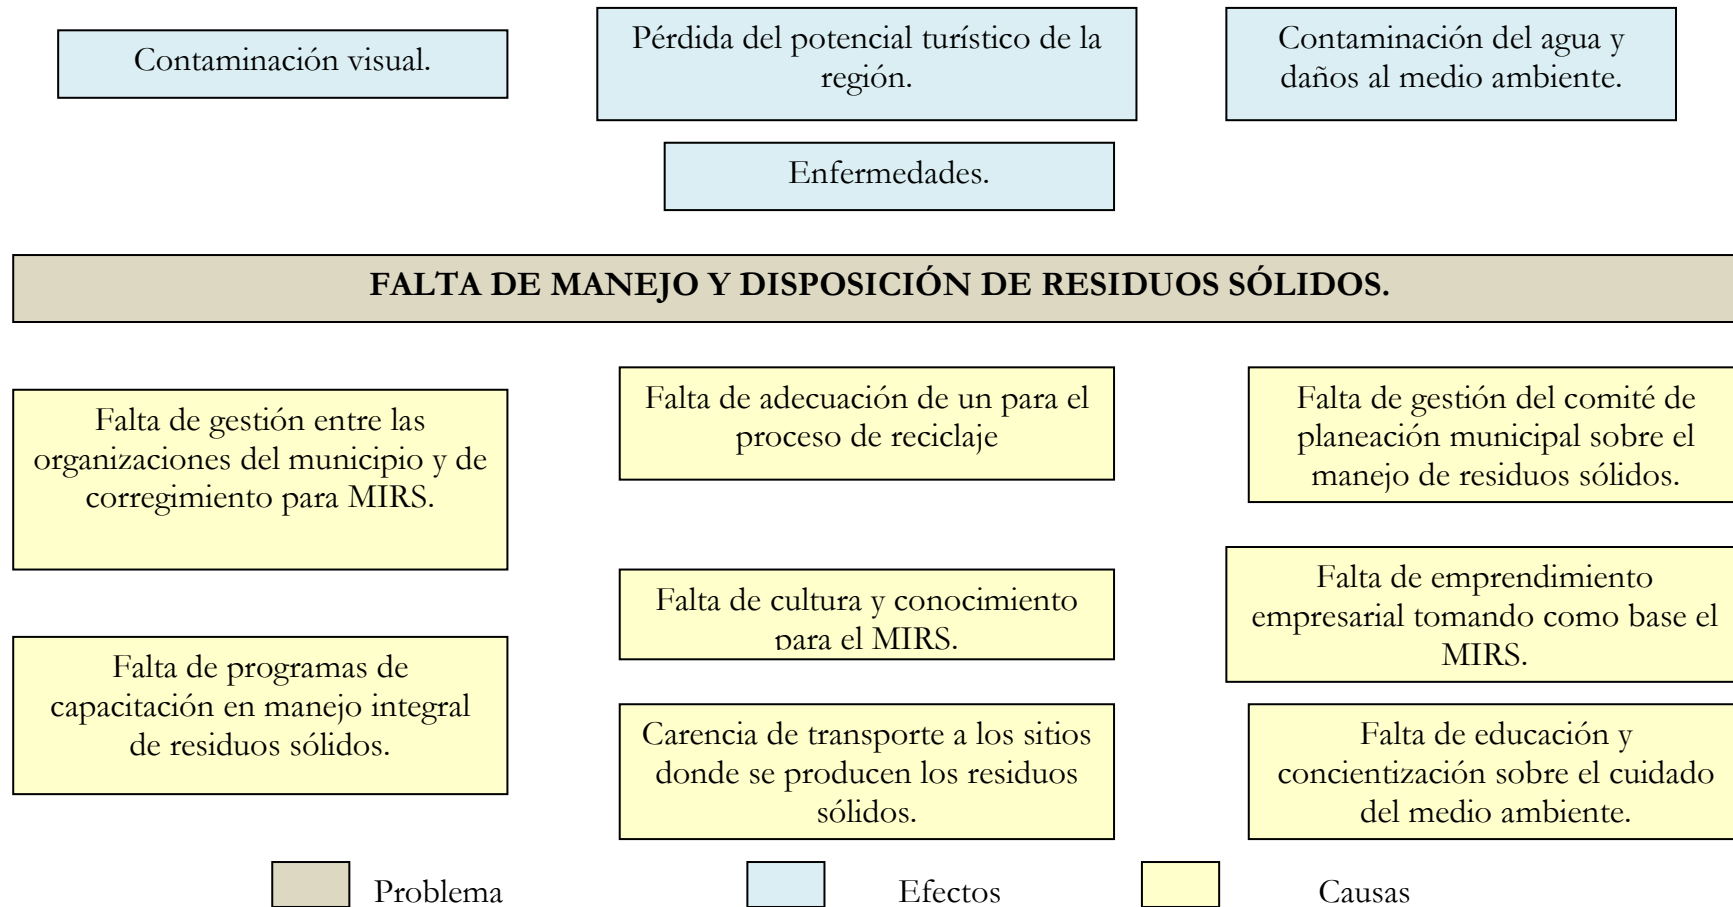 Contaminación visual.
Pérdida del potencial turístico de la
región.
Contaminación del agua y
daños al medio ambiente.
Enfermedades.
FALTA DE MANEJO Y DISPOSICIÓN DE RESIDUOS SÓLIDOS.
Falta de gestión entre las
organizaciones del municipio y de
corregimiento para MIRS.
Falta de adecuación de un para el
proceso de reciclaje
Falta de gestión del comité de
planeación municipal sobre el
manejo de residuos sólidos.
Falta de programas de
capacitación en manejo integral
de residuos sólidos.
Falta de cultura y conocimiento
para el MIRS.
Falta de emprendimiento
empresarial tomando como base el
MIRS.
Carencia de transporte a los sitios
donde se producen los residuos
sólidos.
Falta de educación y
concientización sobre el cuidado
del medio ambiente.
Problema
Efectos
Causas